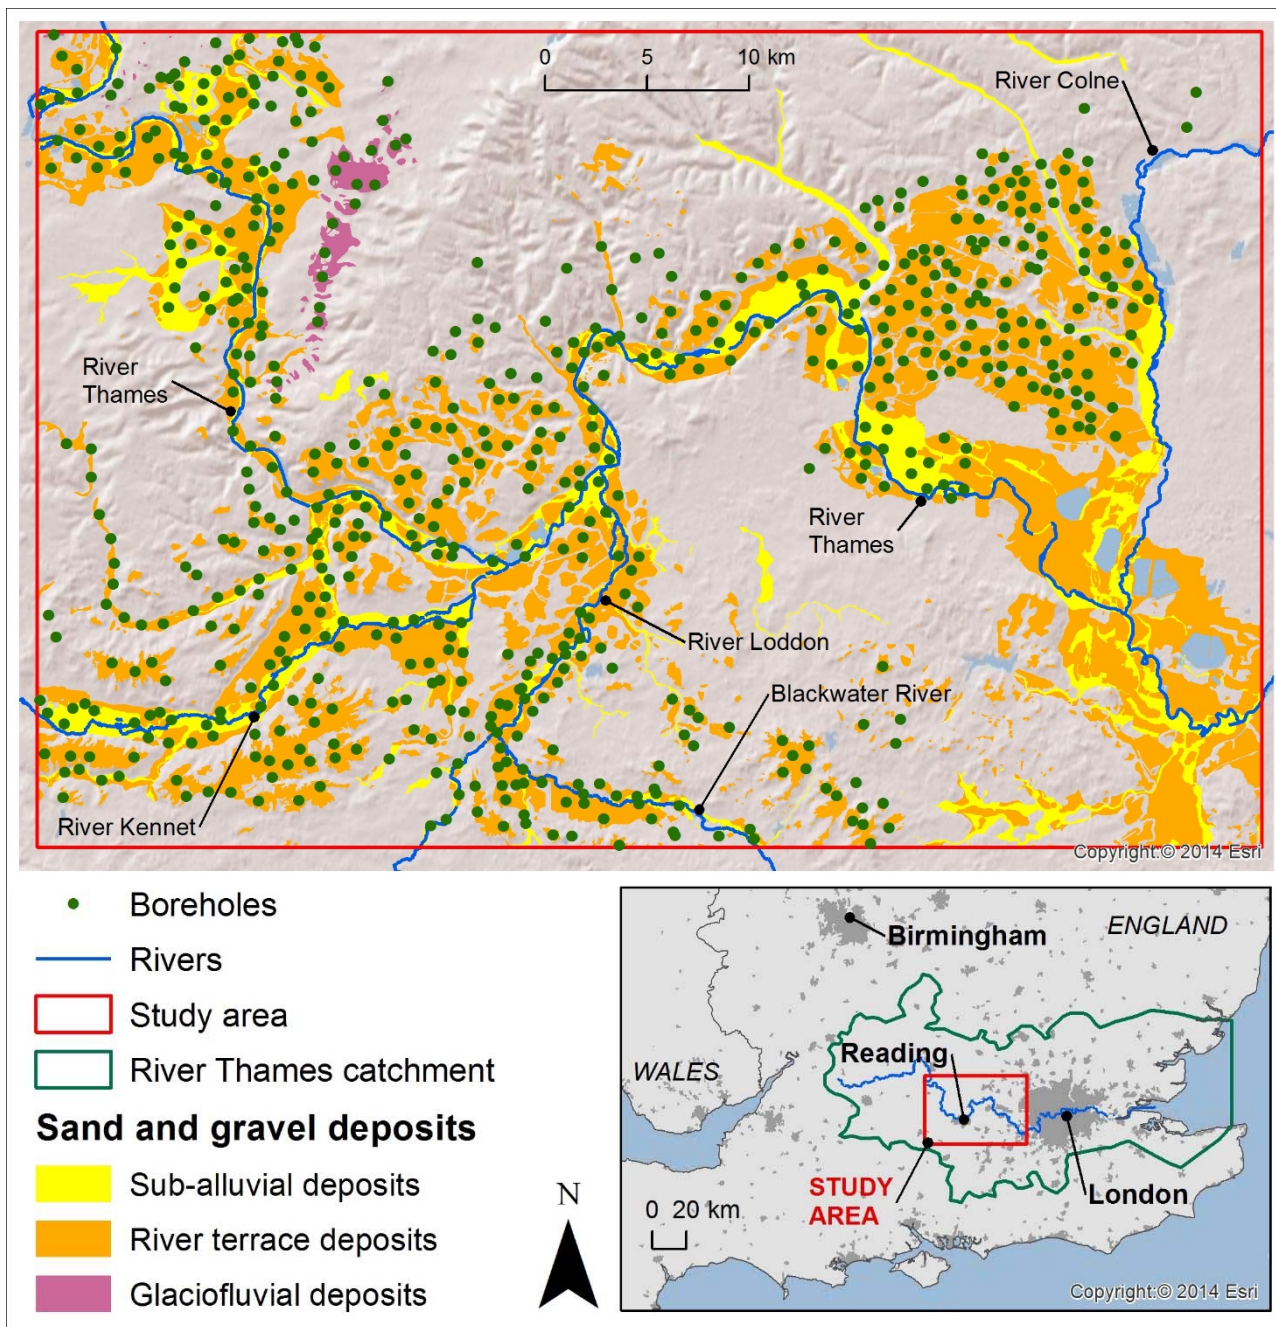 0 5 10 km
River Colne
River
Thames
River
Thames
River Loddon
Blackwater River
River Kennet
Copyright:© 2014 Esri
Boreholes
Rivers
Study area
River Thames catchment
Sand and gravel deposits
Sub-alluvial deposits
River terrace deposits
Glaciofluvial deposits
N
Birmingham
ENGLAND
WALES
Reading
STUDY
AREA
London
0 20 km
Copyright:© 2014 Esri